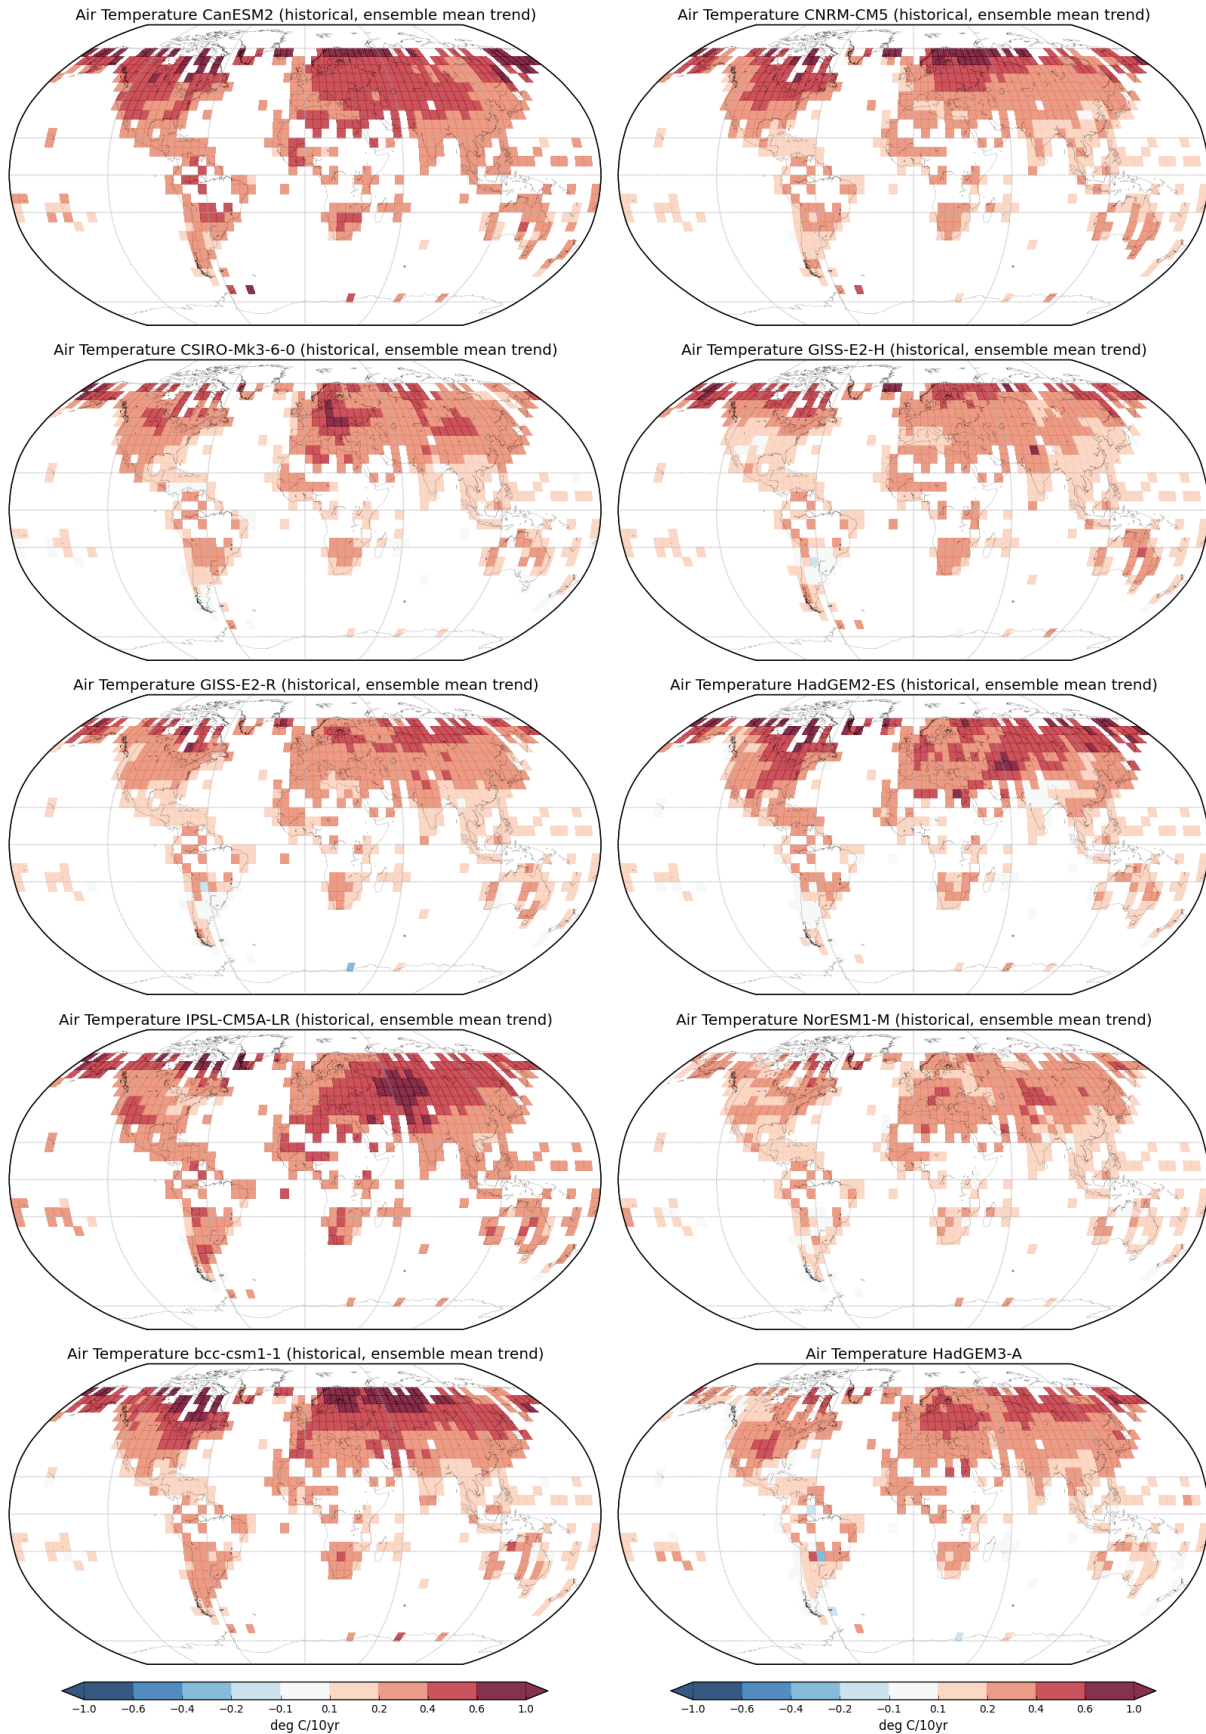 Air Temperature CanESM2 (historical, ensemble mean trend)
Air Temperature CNRM-CM5 (historical, ensemble mean trend)
Air Temperature CSIRO-Mk3-6-0 (historical, ensemble mean trend)
Air Temperature GISS-E2-H (historical, ensemble mean trend)
Air Temperature GISS-E2-R (historical, ensemble mean trend)
Air Temperature HadGEM2-ES (historical, ensemble mean trend)
Air Temperature IPSL-CM5A-LR (historical, ensemble mean trend)
Air Temperature NorESM1-M (historical, ensemble mean trend)
Air Temperature bcc-csm1-1 (historical, ensemble mean trend)
Air Temperature HadGEM3-A
−1.0 −0.6 −0.4 −0.2 0.1 0.2 0.4 0.6 1.0
deg C/10yr
−1.0 −0.6 −0.4 −0.2 0.1 0.2 0.4 0.6 1.0
deg C/10yr